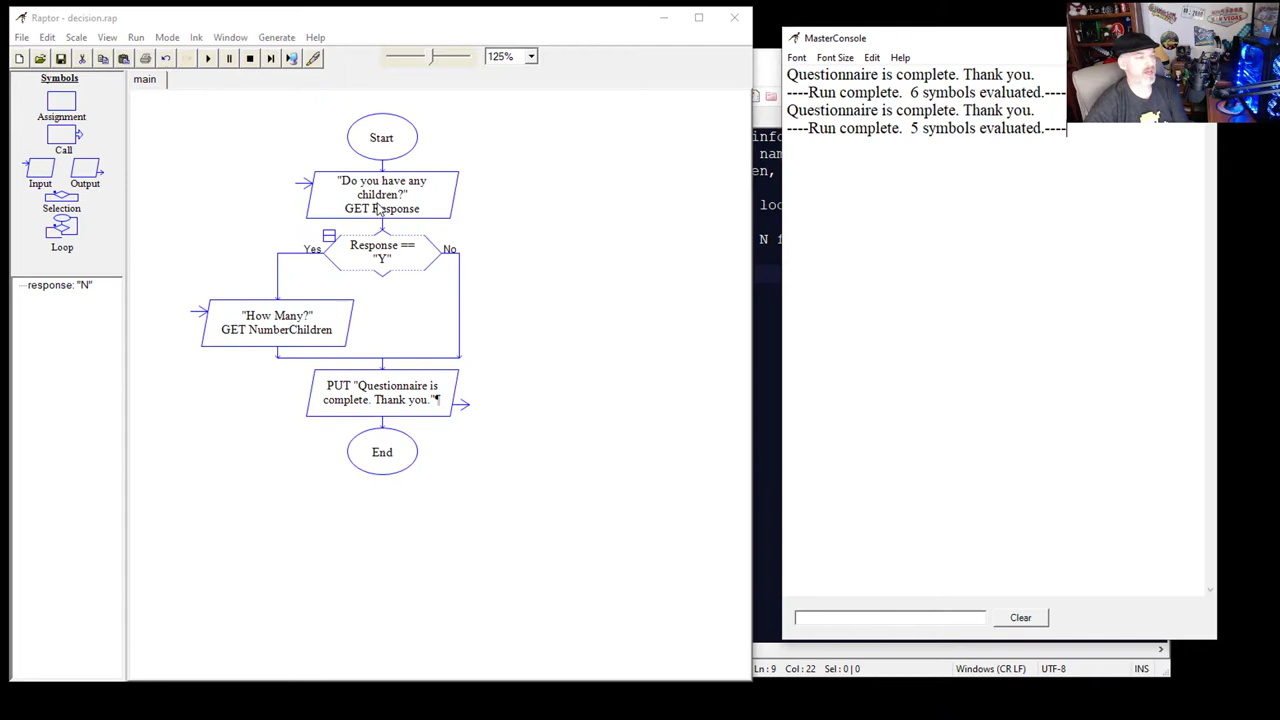 Raptor - decision.rap
File Edit Scale View Run Mode Ink Window Generate Help
125%
Symbols
Assignment
Call
Input Output
Selection
Loop
response: "N"
main
Start
"Do you have any
children?"
GET Response
Yes
Response ==
"Y"
No
"How Many?"
GET NumberChildren
PUT "Questionnaire is
complete. Thank you."¶
End
MasterConsole
Font Font Size Edit Help
Questionnaire is complete. Thank you.
----Run complete. 6 symbols evaluated.----
Questionnaire is complete. Thank you.
----Run complete. 5 symbols evaluated.----
Clear
info
nam
en,
loc
N f
Ln : 9 Col : 22 Sel : 0 | 0 Windows (CR LF) UTF-8 INS